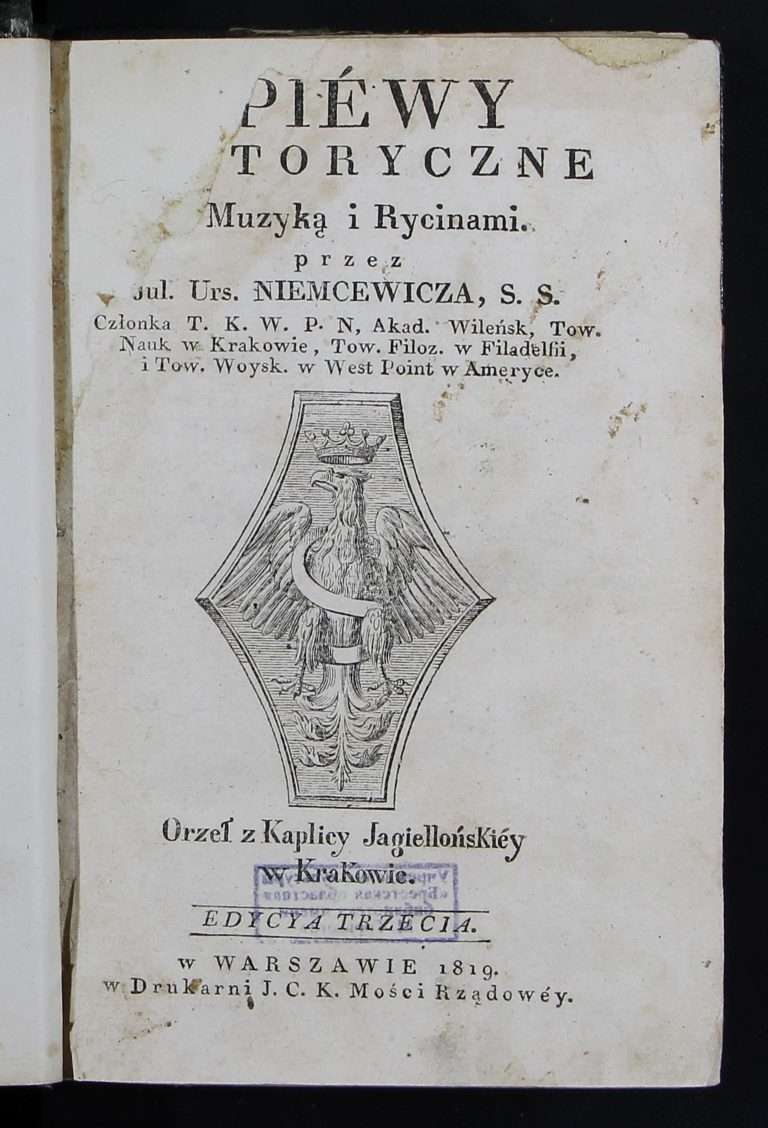 PIÉWY
TORYCZNE
Muzyką i Rycinami.
przez
Jul. Urs. NIEMCEWICZA, S. S.
Członka T. K. W. P. N, Akad. Wileńsk, Tow.
Nauk w Krakowie, Tow. Filoz. w Filadelfii,
i Tow. Woysk. w West Point w Ameryce.
Orzeł z Kaplicy Jagiellońskiéy
w Krakowie.
EDYCYA TRZECIA.
w WARSZAWIE 1819.
w Drukarni J. C. K. Mości Rządowéy.